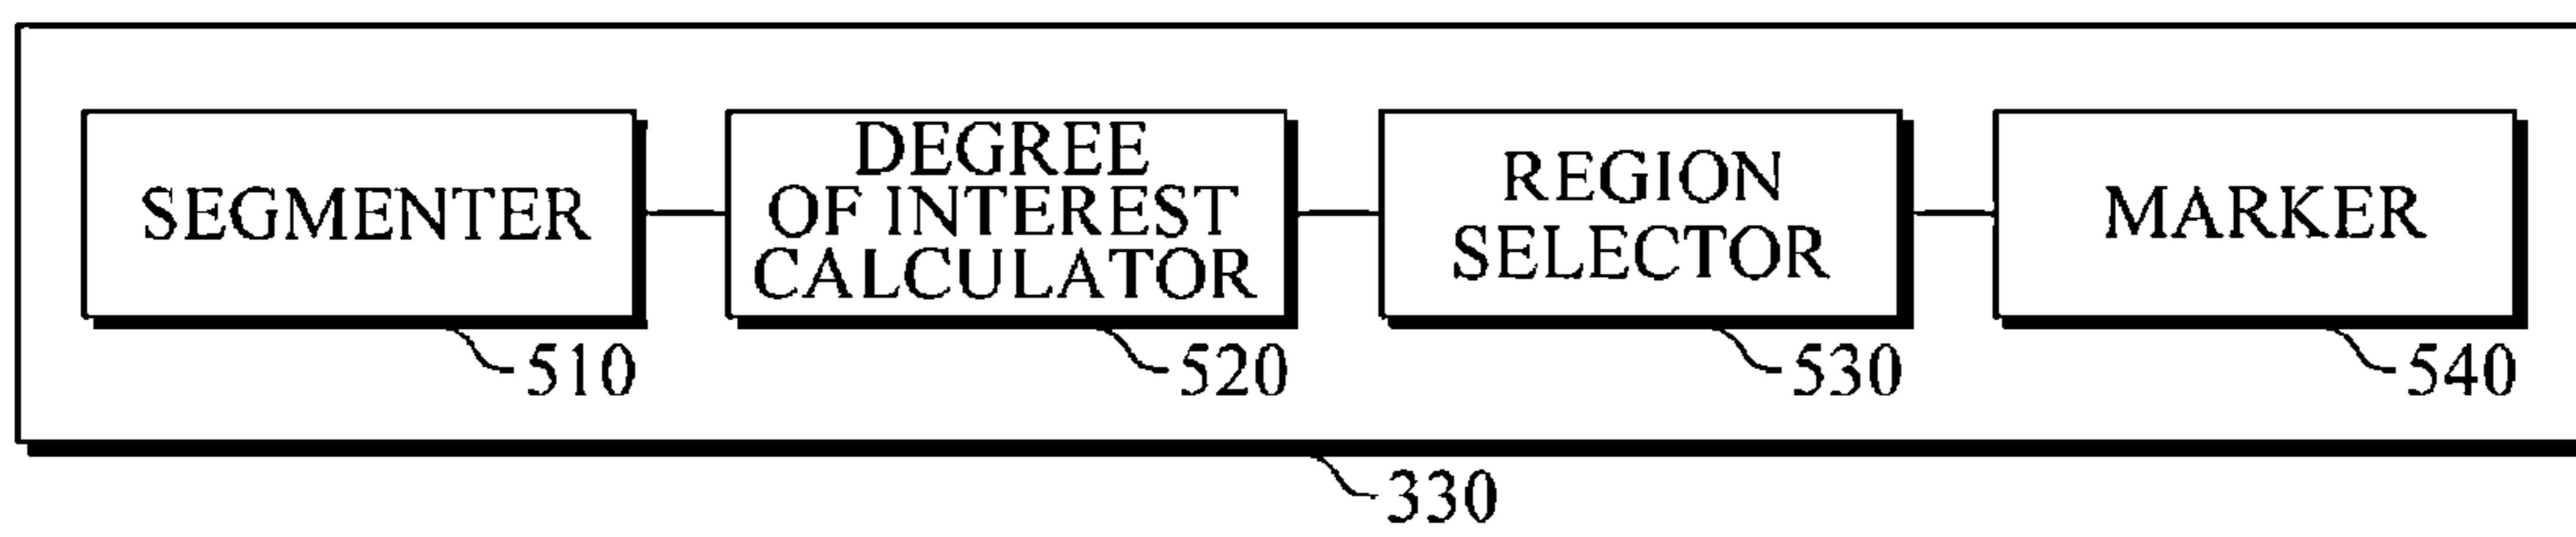 SEGMENTER
DEGREE
OF INTEREST
CALCULATOR
REGION
SELECTOR
MARKER
510
520
530
540
330